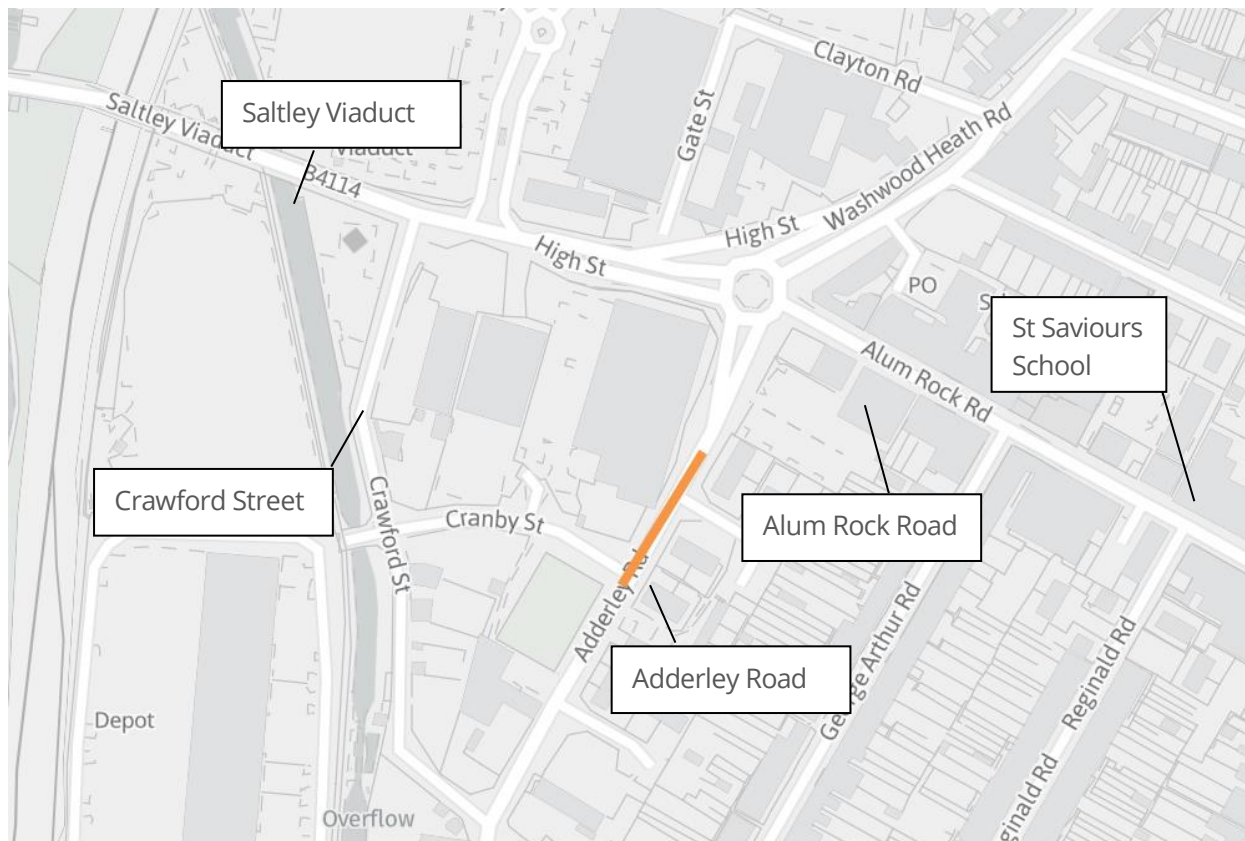 Clayton Rd
Saltley Viaduct
Saltley Viaduct
Viaduct
Gate St
Washwood Heath Rd
B4114
High St
High St
PO
St Saviours
School
Alum Rock Rd
Crawford Street
Crawford St
Cranby St
Alum Rock Road
Adderley Rd
Adderley Road
George Arthur Rd
Reginald Rd
Depot
Reginald Rd
Overflow